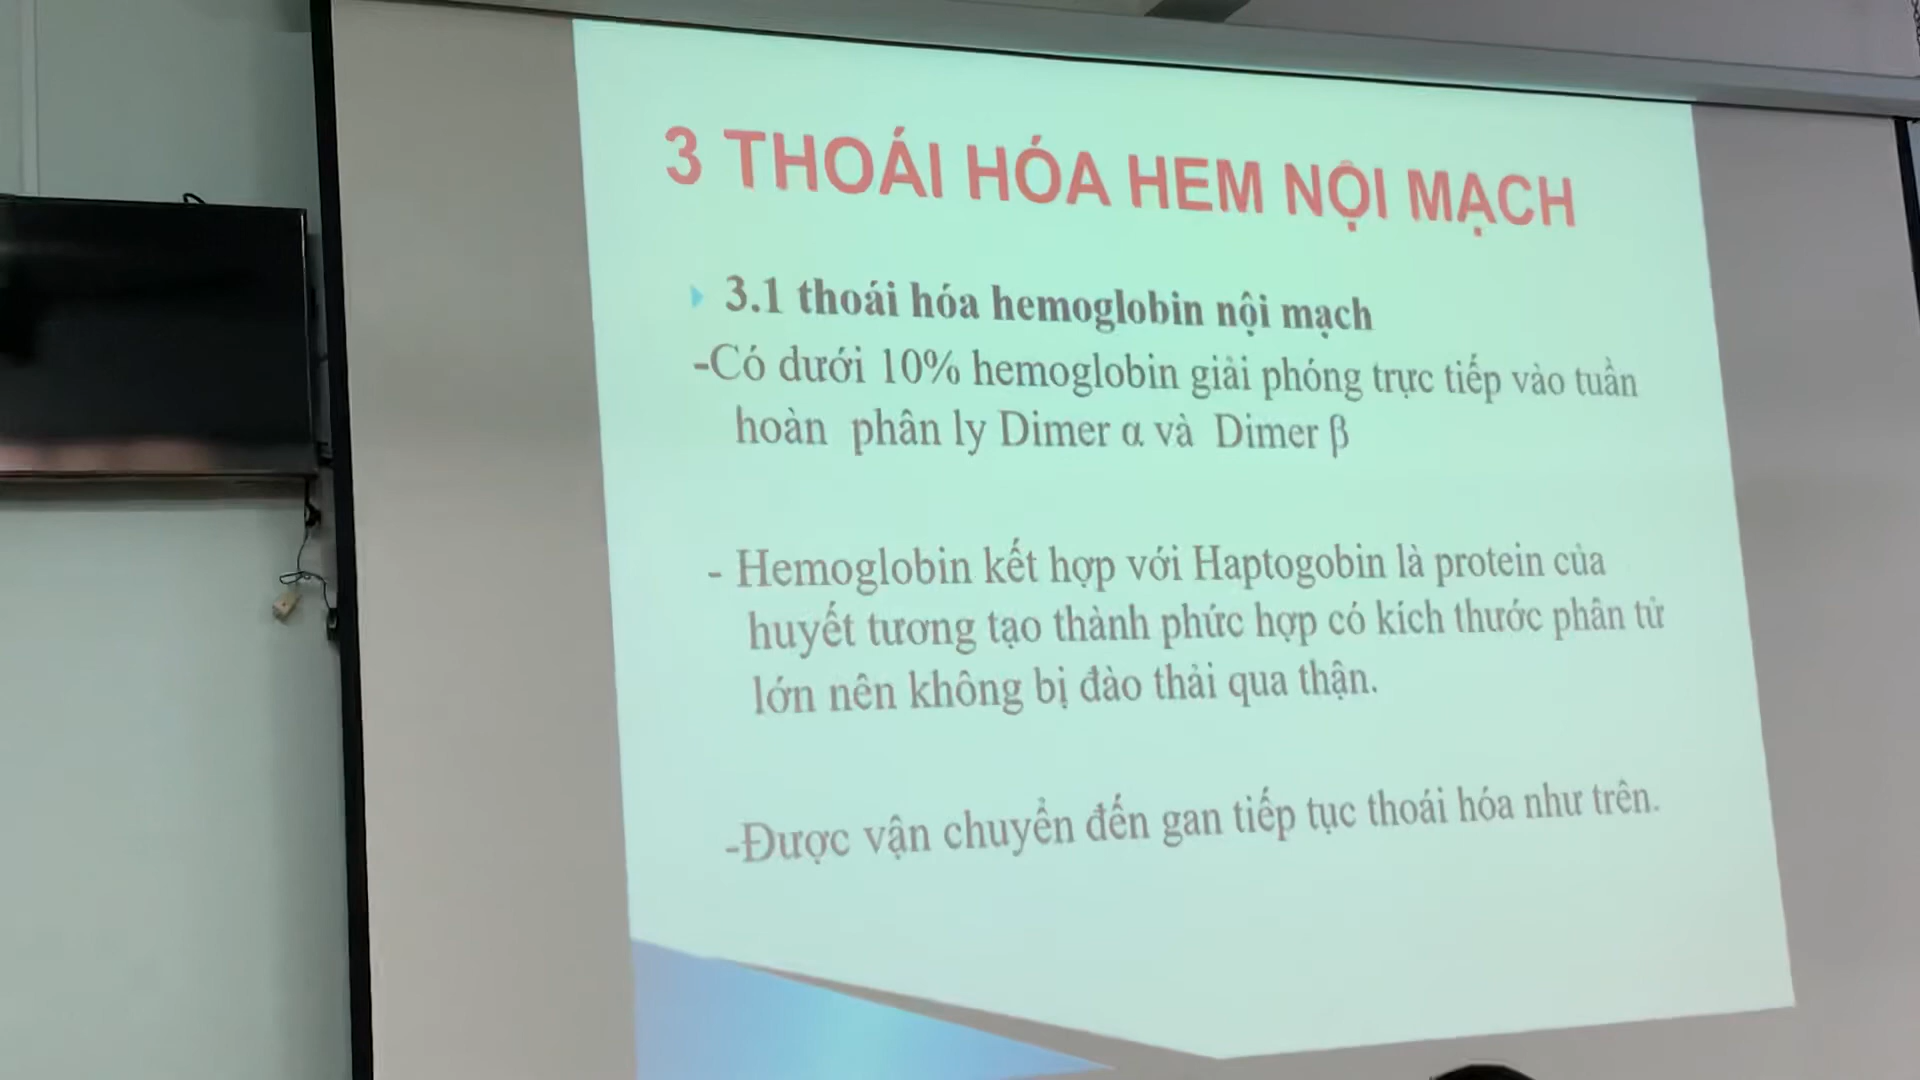 3 THOÁI HÓA HEM NỘI MẠCH
3.1 thoái hóa hemoglobin nội mạch
-Có dưới 10% hemoglobin giải phóng trực tiếp vào tuần
hoàn phân ly Dimer α và Dimer β
- Hemoglobin kết hợp với Haptogobin là protein của
huyết tương tạo thành phức hợp có kích thước phân tử
lớn nên không bị đào thải qua thận.
-Được vận chuyển đến gan tiếp tục thoái hóa như trên.